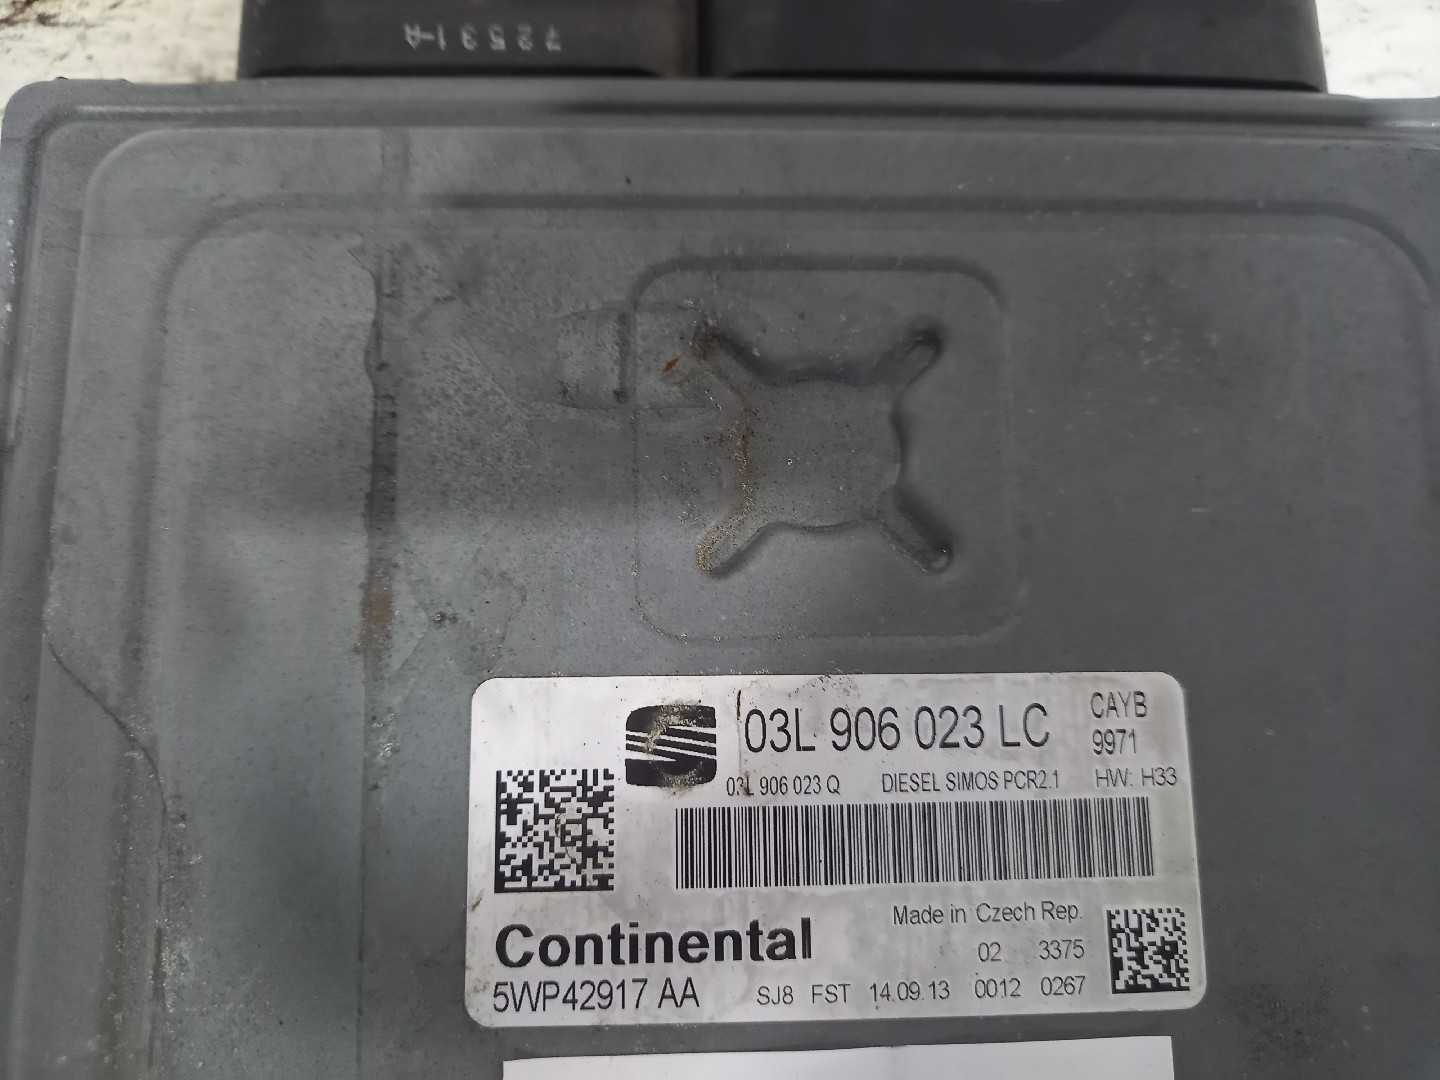 72531-A
03L 906 023 LC
CAYB
9971
03L 906 023 Q DIESEL SIMOS PCR2.1 HW: H33
Made in Czech Rep.
Continental
02 3375
5WP42917 AA SJ8 FST 14.09.13 0012 0267